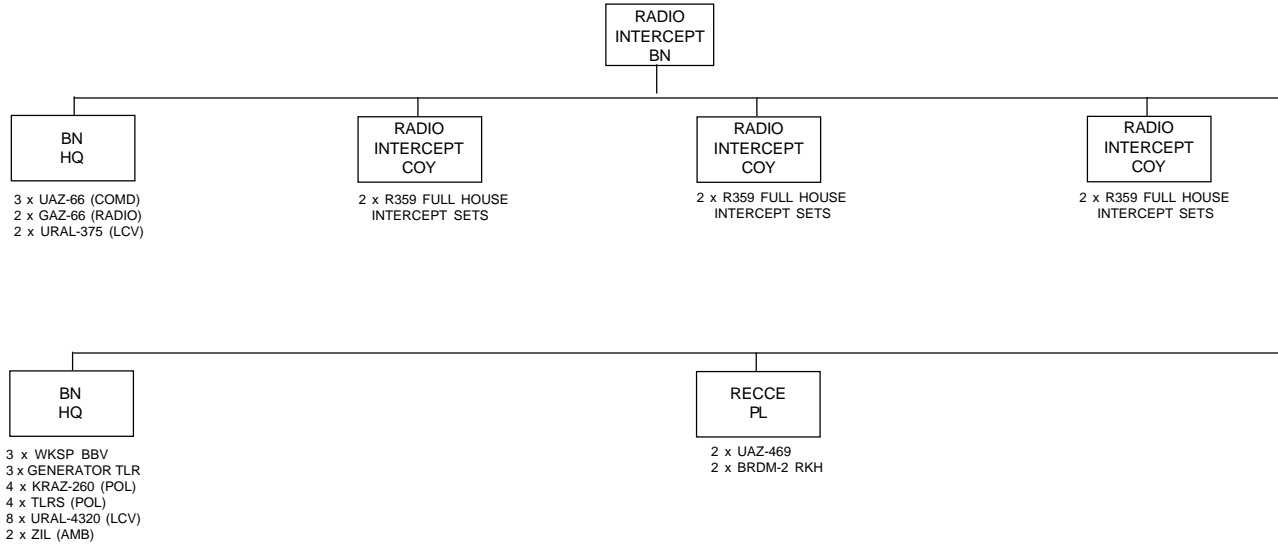 RADIO
INTERCEPT
BN
BN
HQ
3 x UAZ-66 (COMD)
2 x GAZ-66 (RADIO)
2 x URAL-375 (LCV)
RADIO
INTERCEPT
COY
2 x R359 FULL HOUSE
INTERCEPT SETS
RADIO
INTERCEPT
COY
2 x R359 FULL HOUSE
INTERCEPT SETS
RADIO
INTERCEPT
COY
2 x R359 FULL HOUSE
INTERCEPT SETS
BN
HQ
3 x WKSP BBV
3 x GENERATOR TLR
4 x KRAZ-260 (POL)
4 x TLRS (POL)
8 x URAL-4320 (LCV)
2 x ZIL (AMB)
RECCE
PL
2 x UAZ-469
2 x BRDM-2 RKH